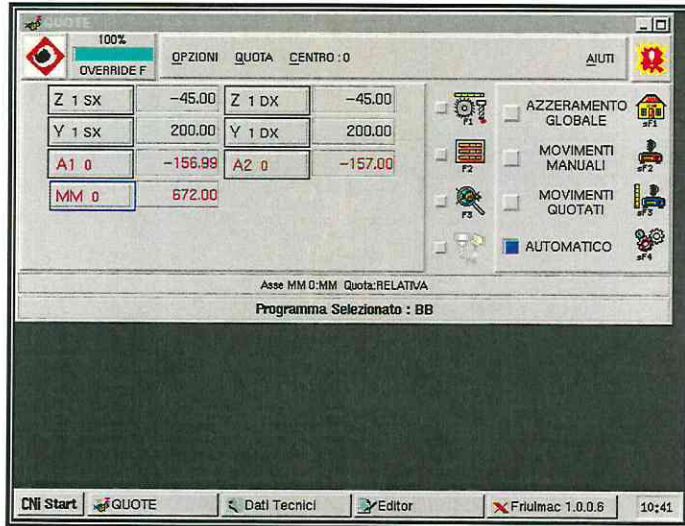 QUOTE
100%
OVERRIDE F
OPZIONI QUOTA CENTRO : 0 AIUTI
Z 1 SX -45.00 Z 1 DX -45.00
Y 1 SX 200.00 Y 1 DX 200.00
A1 0 -156.99 A2 0 -157.00
MM 0 672.00
F1
F2
F3
AZZERAMENTO GLOBALE sF1
MOVIMENTI MANUALI sF2
MOVIMENTI QUOTATI sF3
AUTOMATICO sF4
Asse MM 0:MM Quota:RELATIVA
Programma Selezionato : BB
CNi Start QUOTE Dati Tecnici Editor Friulmac 1.0.0.6 10:41